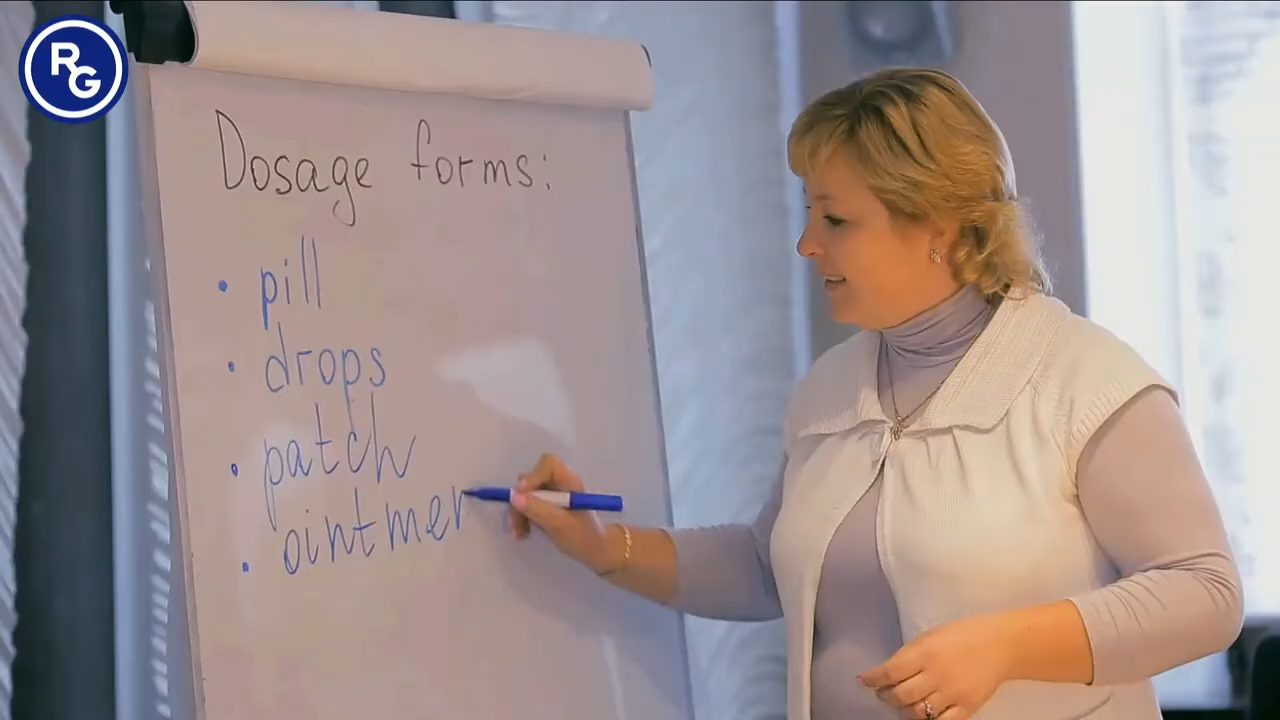 RG
Dosage forms:
• pill
• drops
• patch
• ointmen